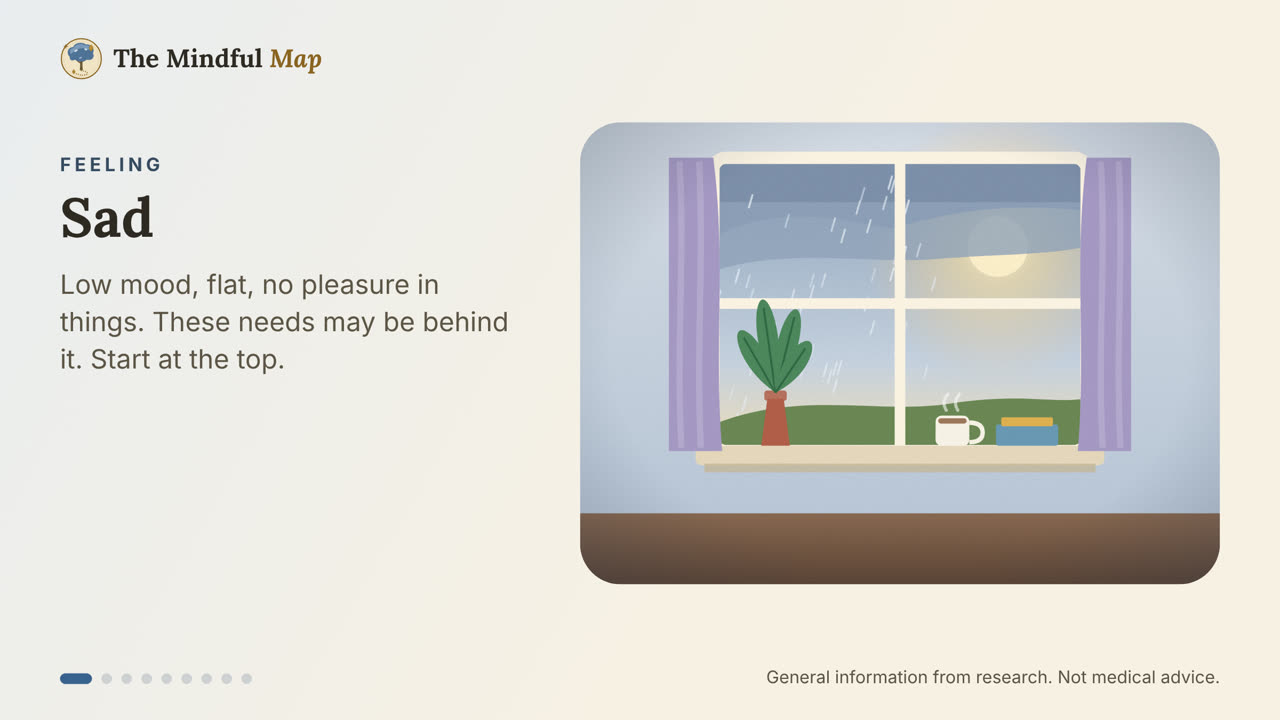 The Mindful Map
FEELING
Sad
Low mood, flat, no pleasure in
things. These needs may be behind
it. Start at the top.
General information from research. Not medical advice.